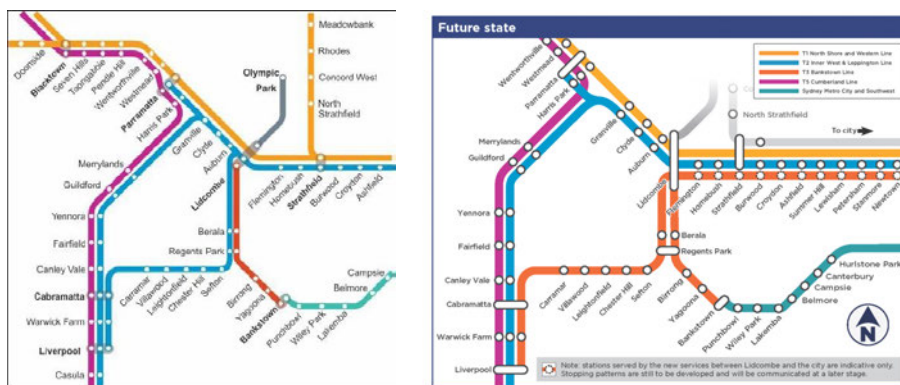 Meadowbank
Rhodes
Concord West
North
Strathfield
Olympic
Park
Doonside
Blacktown
Seven Hills
Toongabbie
Pendle Hill
Wentworthville
Westmead
Parramatta
Harris Park
Merrylands
Granville
Clyde
Auburn
Guildford
Lidcombe
Flemington
Homebush
Strathfield
Burwood
Croydon
Ashfield
Yennora
Berala
Fairfield
Regents Park
Canley Vale
Carramar
Villawood
Leightonfield
Chester Hill
Sefton
Birrong
Yagoona
Bankstown
Campsie
Belmore
Cabramatta
Punchbowl
Wiley Park
Lakemba
Warwick Farm
Liverpool
Casula
Future state
Wentworthville
Westmead
Parramatta
Harris Park
T1 North Shore and Western Line
T2 Inner West & Leppington Line
T3 Bankstown Line
T5 Cumberland Line
Sydney Metro City and Southwest
North Strathfield
To city
Merrylands
Guildford
Granville
Clyde
Auburn
Lidcombe
Flemington
Homebush
Strathfield
Burwood
Croydon
Ashfield
Summer Hill
Lewisham
Petersham
Stanmore
Newtown
Yennora
Berala
Fairfield
Regents Park
Canley Vale
Carramar
Villawood
Leightonfield
Chester Hill
Sefton
Birrong
Yagoona
Bankstown
Hurlstone Park
Canterbury
Campsie
Belmore
Cabramatta
Punchbowl
Wiley Park
Lakemba
Warwick Farm
Liverpool
N
Note: stations served by the new services between Lidcombe and the city are indicative only.
Stopping patterns are still to be developed and will be communicated at a later stage.